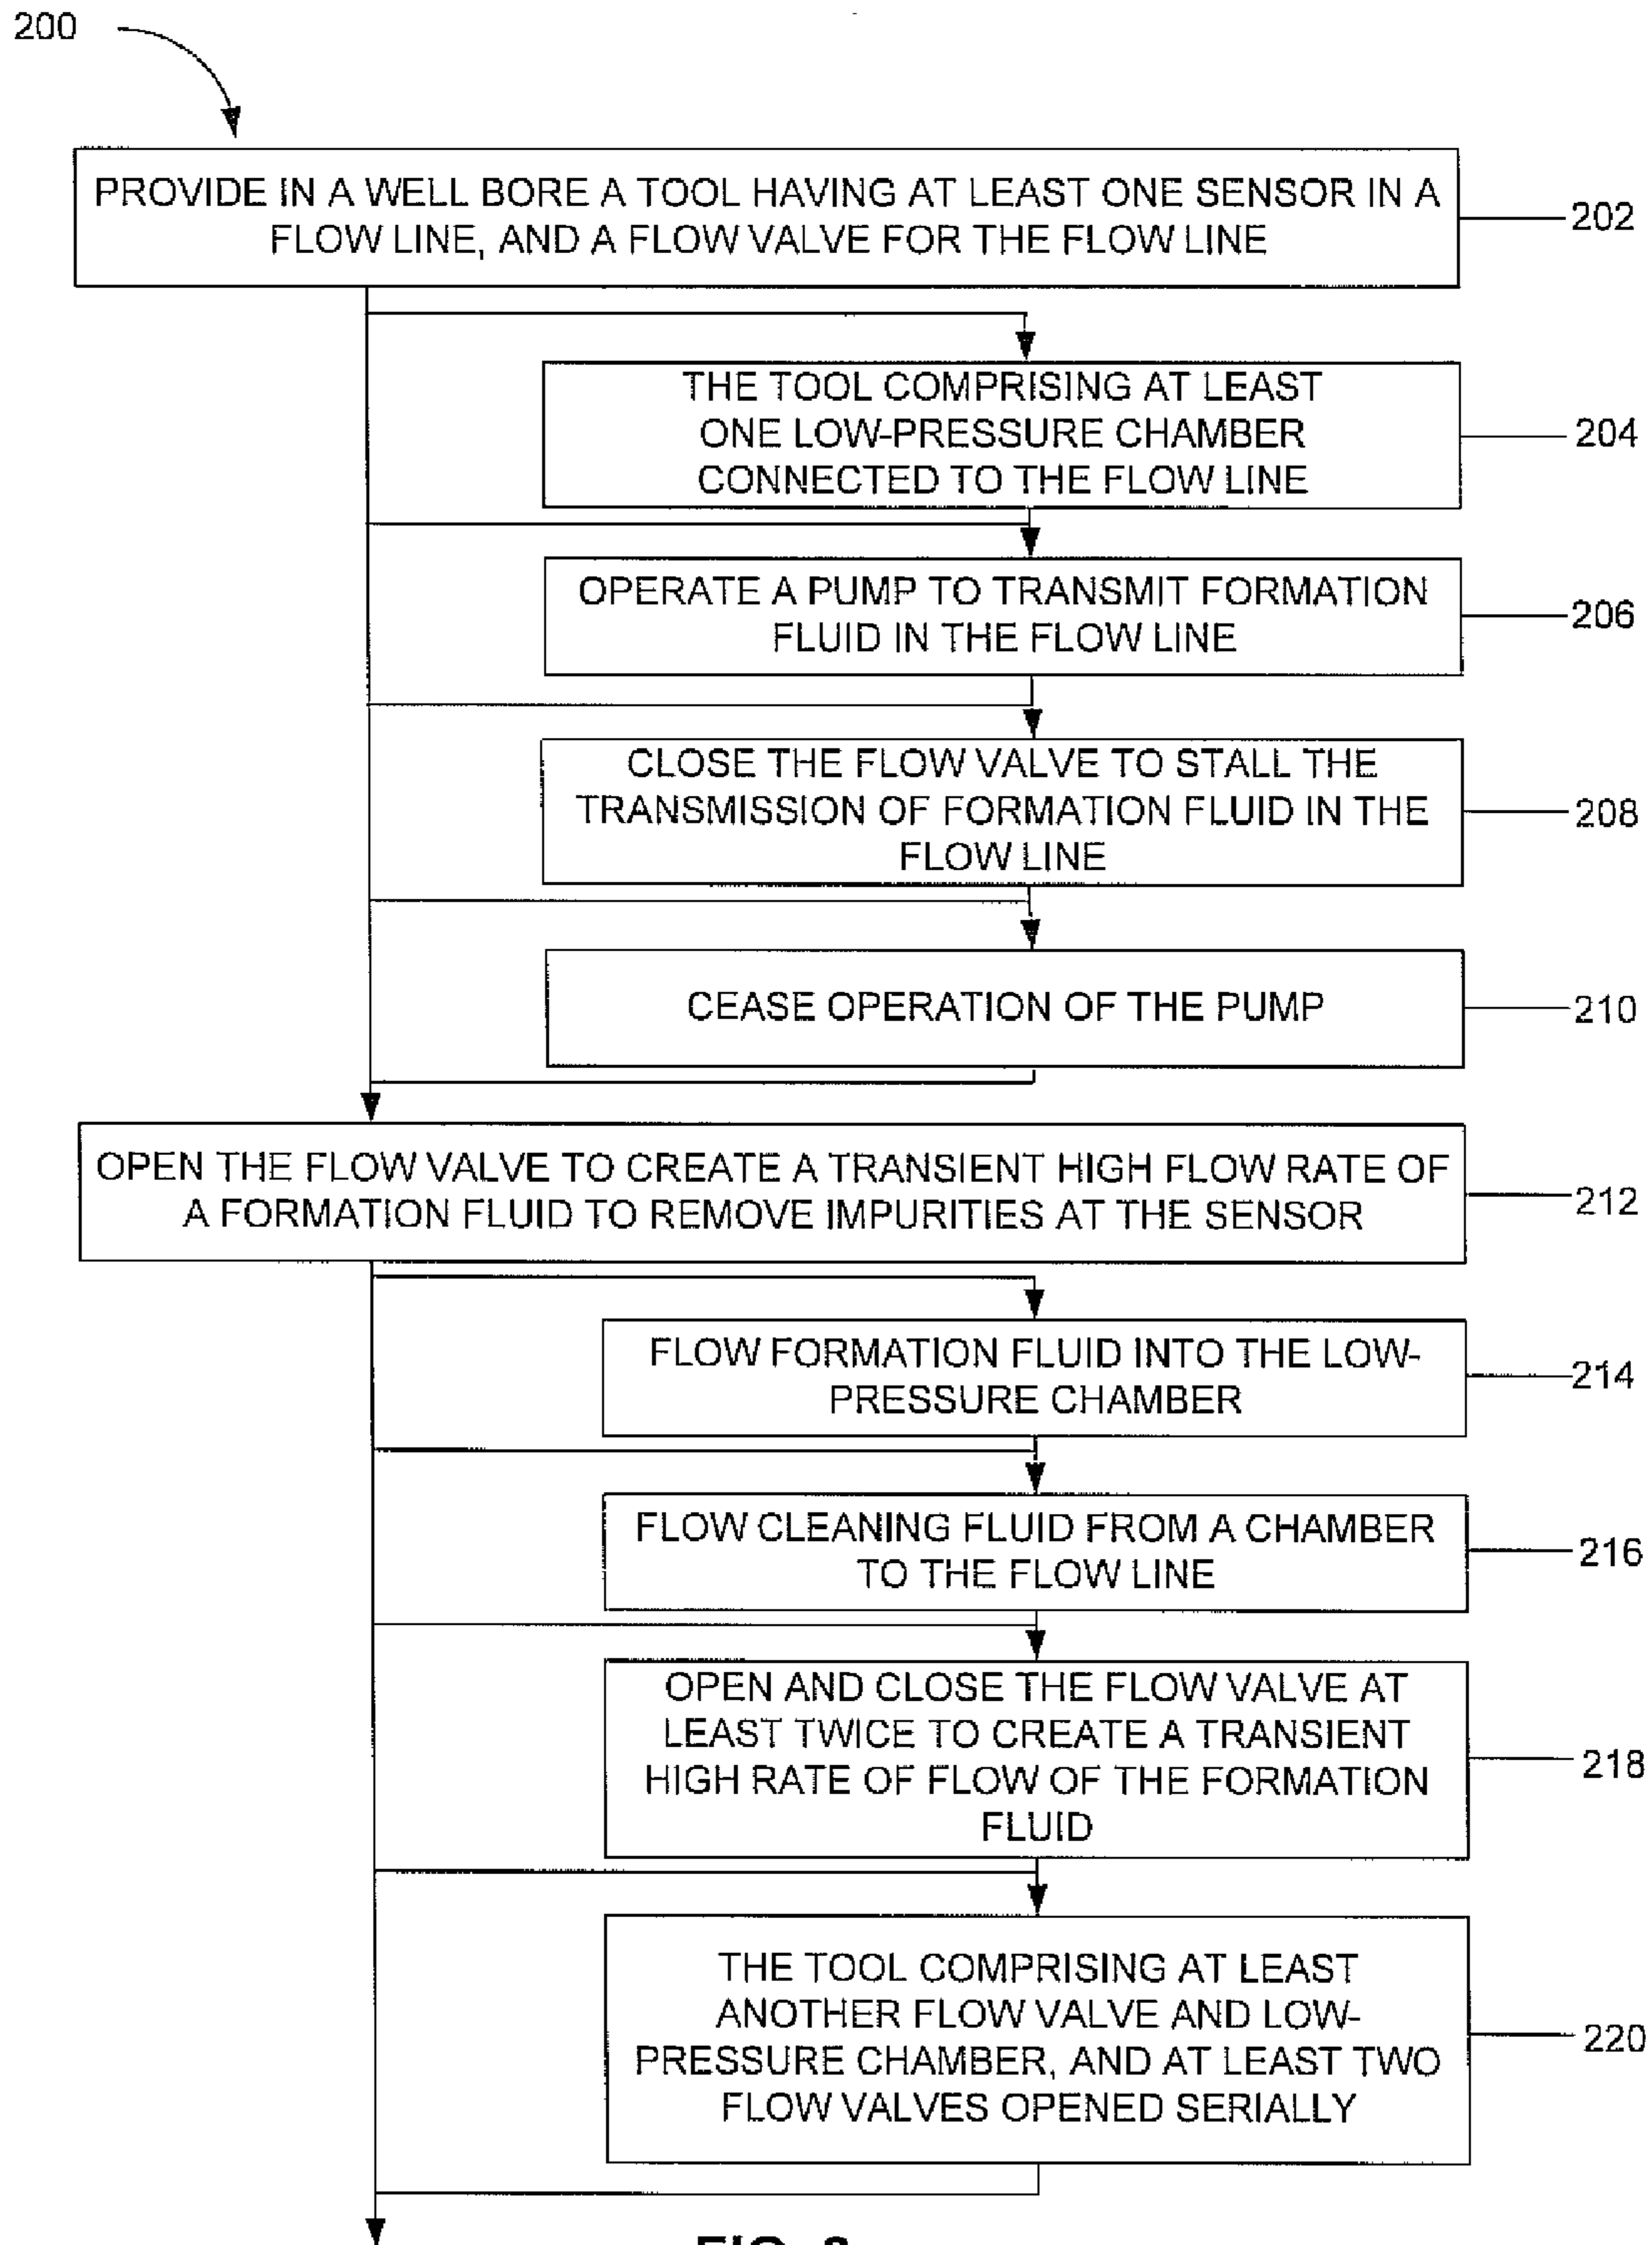 200
PROVIDE IN A WELL BORE A TOOL HAVING AT LEAST ONE SENSOR IN A
FLOW LINE, AND A FLOW VALVE FOR THE FLOW LINE
202
THE TOOL COMPRISING AT LEAST
ONE LOW-PRESSURE CHAMBER
CONNECTED TO THE FLOW LINE
204
OPERATE A PUMP TO TRANSMIT FORMATION
FLUID IN THE FLOW LINE
206
CLOSE THE FLOW VALVE TO STALL THE
TRANSMISSION OF FORMATION FLUID IN THE
FLOW LINE
208
CEASE OPERATION OF THE PUMP
210
OPEN THE FLOW VALVE TO CREATE A TRANSIENT HIGH FLOW RATE OF
A FORMATION FLUID TO REMOVE IMPURITIES AT THE SENSOR
212
FLOW FORMATION FLUID INTO THE LOW-
PRESSURE CHAMBER
214
FLOW CLEANING FLUID FROM A CHAMBER
TO THE FLOW LINE
216
OPEN AND CLOSE THE FLOW VALVE AT
LEAST TWICE TO CREATE A TRANSIENT
HIGH RATE OF FLOW OF THE FORMATION
FLUID
218
THE TOOL COMPRISING AT LEAST
ANOTHER FLOW VALVE AND LOW-
PRESSURE CHAMBER, AND AT LEAST TWO
FLOW VALVES OPENED SERIALLY
220